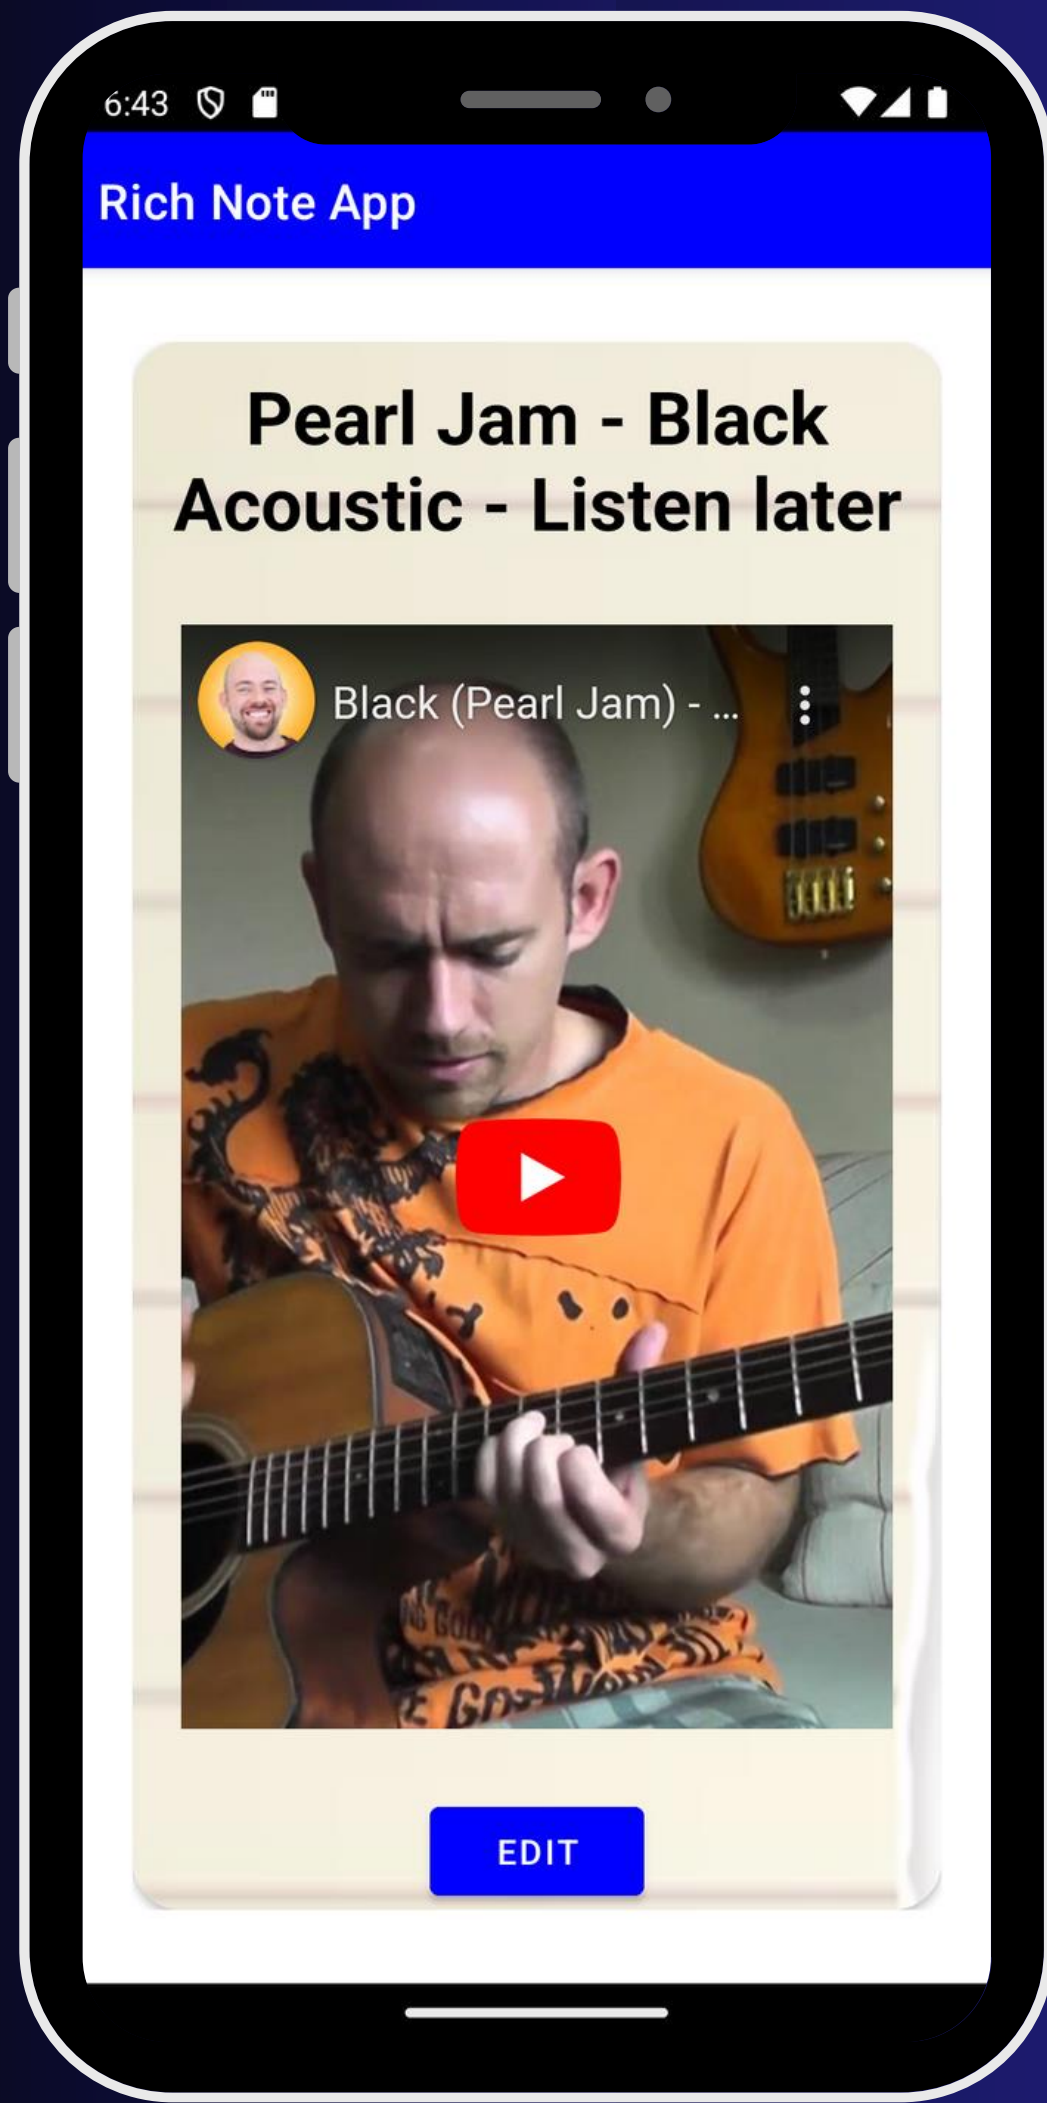 6:43
Rich Note App
Pearl Jam - Black
Acoustic - Listen later
Black (Pearl Jam) - ...
EDIT